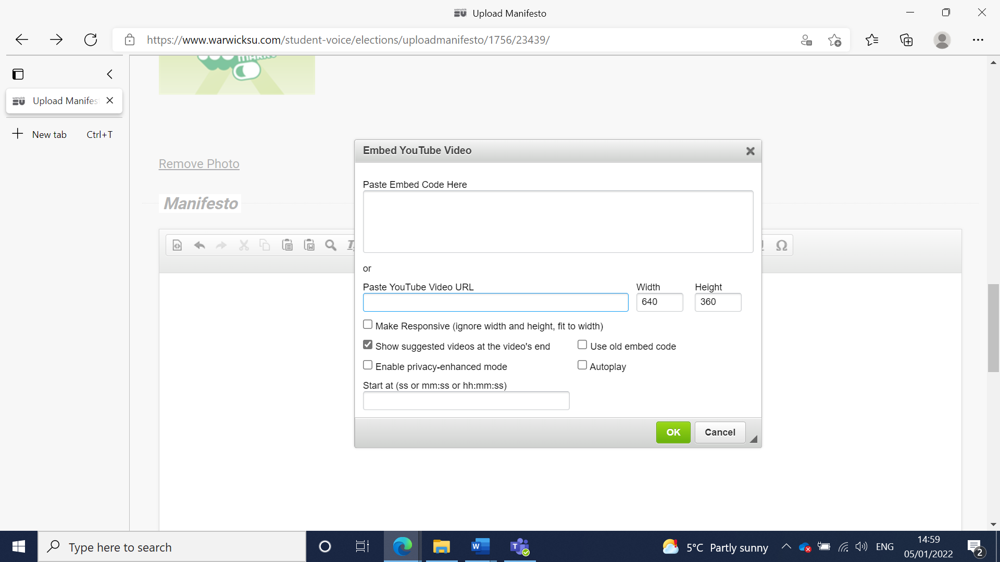 warwick SU Upload Manifesto
https://www.warwicksu.com/student-voice/elections/uploadmanifesto/1756/23439/
warwick SU Upload Manifes
New tab Ctrl+T
Remove Photo
Manifesto
Embed YouTube Video
Paste Embed Code Here
or
Paste YouTube Video URL Width Height
640 360
Make Responsive (ignore width and height, fit to width)
Show suggested videos at the video's end Use old embed code
Enable privacy-enhanced mode Autoplay
Start at (ss or mm:ss or hh:mm:ss)
OK Cancel
Type here to search
5°C Partly sunny
ENG
14:59
05/01/2022
2